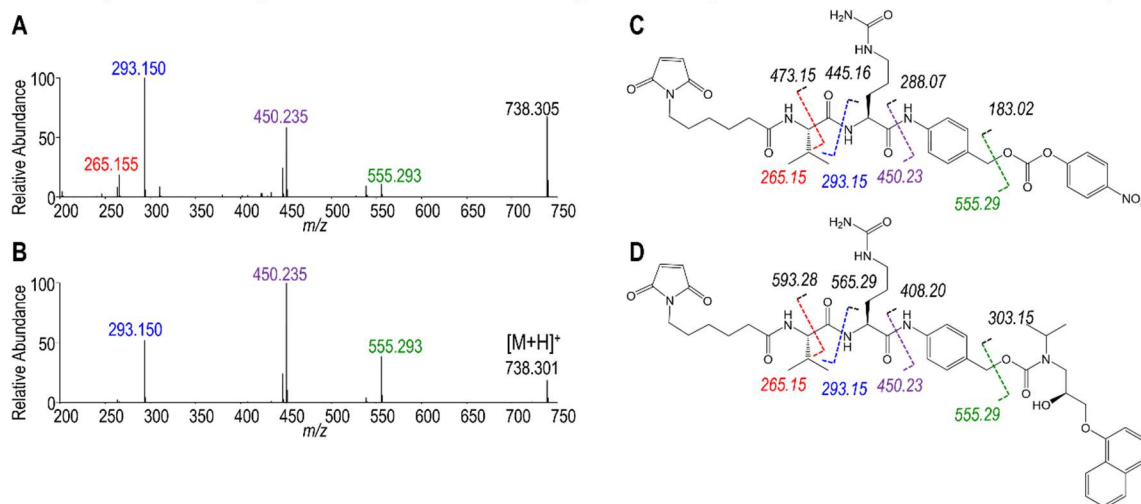 A
Relative Abundance
100
50
0
293.150
265.155
450.235
555.293
738.305
200 250 300 350 400 450 500 550 600 650 700 750
m/z
B
Relative Abundance
100
50
0
293.150
450.235
555.293
[M+H]⁺
738.301
200 250 300 350 400 450 500 550 600 650 700 750
m/z
C
H₂N O
HN
473.15 445.16 288.07
183.02
O
N
O
H
N
O
O
N
H
H
N
O
O O
O
NO
265.15 293.15 450.23
555.29
D
H₂N O
HN
593.28 565.29 408.20
303.15
O
N
O
H
N
O
O
N
H
H
N
O
O N
O
HO
O
265.15 293.15 450.23
555.29